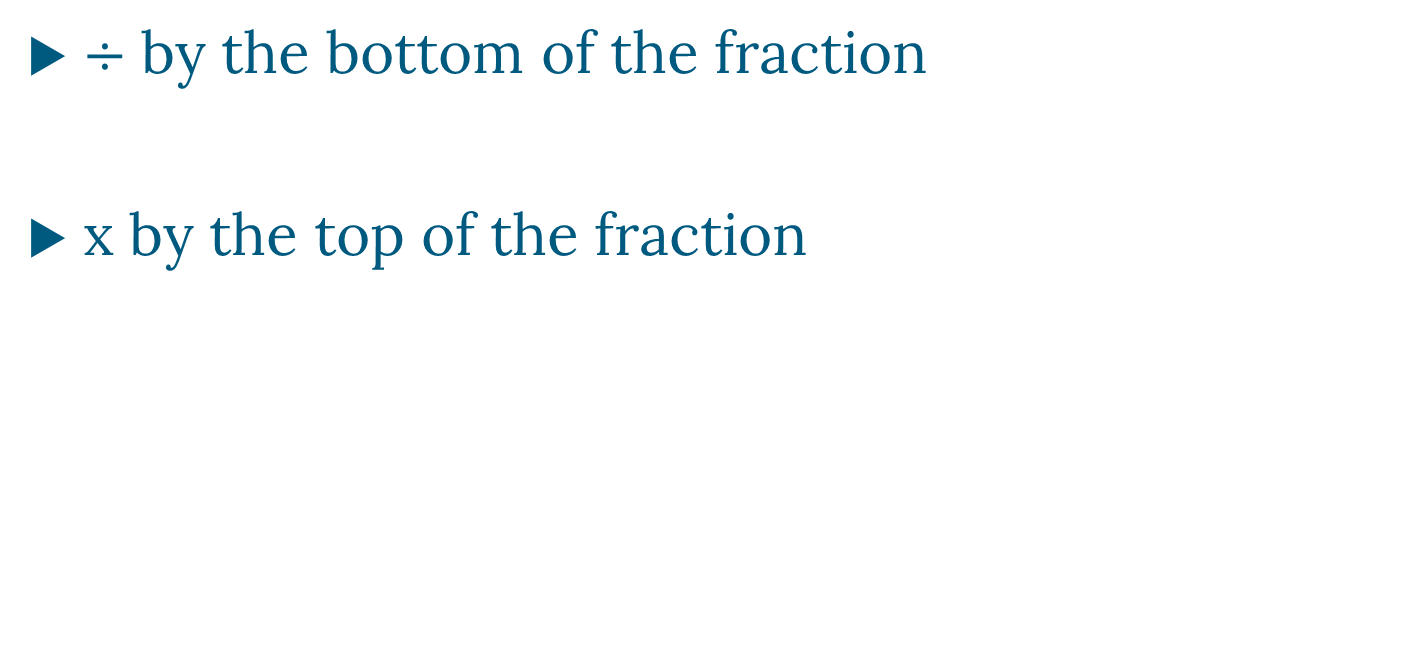 ▶ ÷ by the bottom of the fraction
▶ x by the top of the fraction